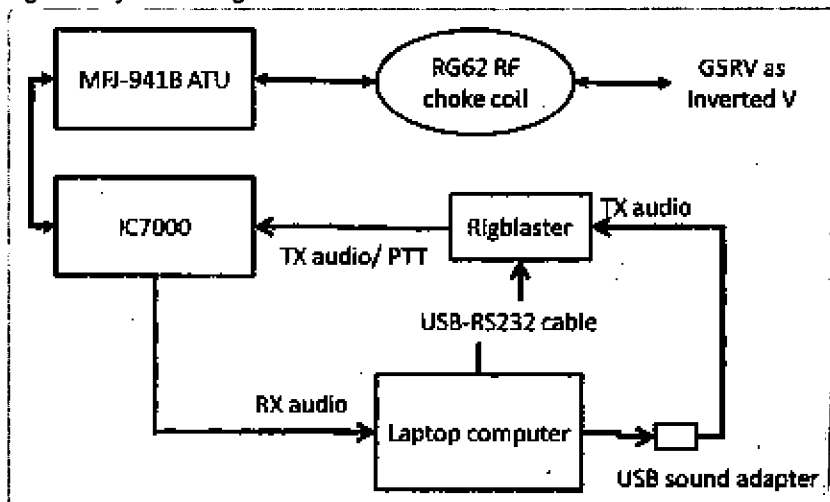 MFJ-941B ATU
RG62 RF
choke coil
G5RV as
Inverted V
IC7000
Rigblaster
TX audio
TX audio/ PTT
USB-RS232 cable
RX audio
Laptop computer
USB sound adapter